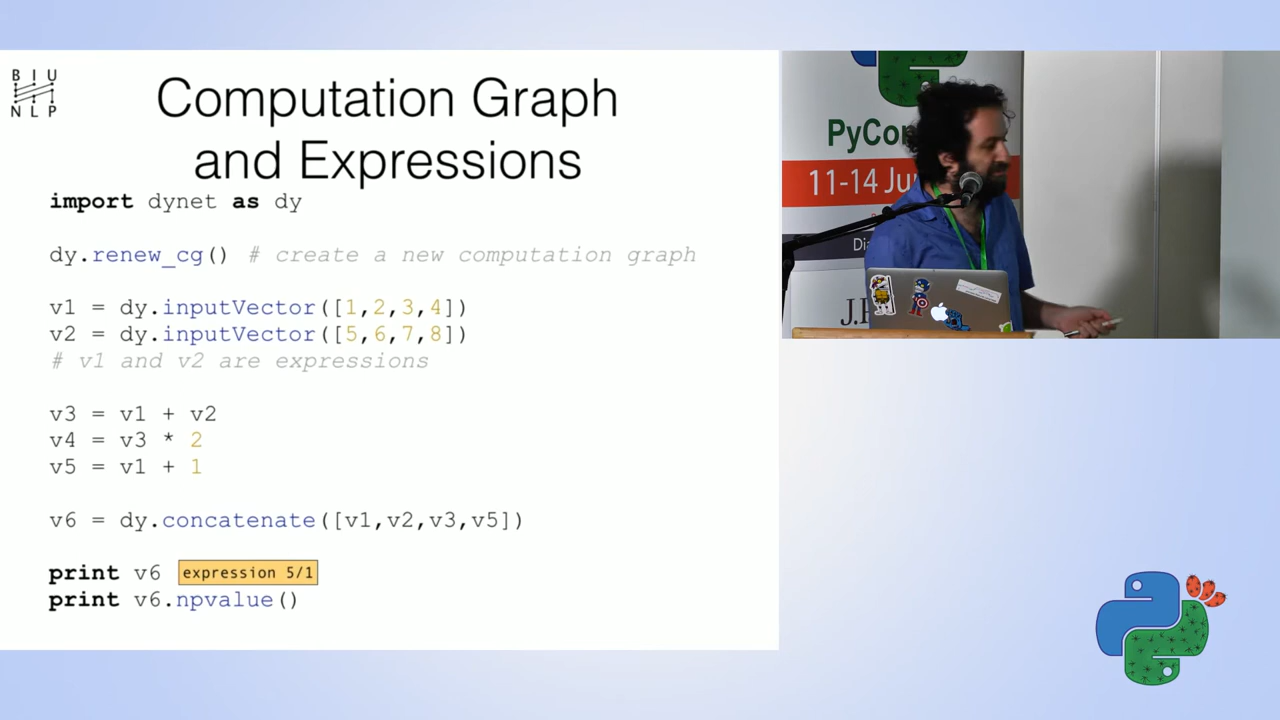 BIU
NLP
Computation Graph
and Expressions
import dynet as dy
dy.renew_cg() # create a new computation graph
v1 = dy.inputVector([1,2,3,4])
v2 = dy.inputVector([5,6,7,8])
# v1 and v2 are expressions
v3 = v1 + v2
v4 = v3 * 2
v5 = v1 + 1
v6 = dy.concatenate([v1,v2,v3,v5])
print v6 expression 5/1
print v6.npvalue()
PyCon
11-14 Ju